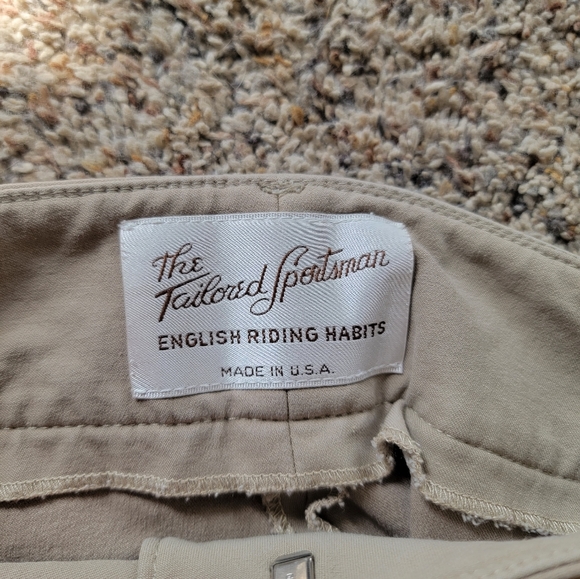 The
Tailored Sportsman
ENGLISH RIDING HABITS
MADE IN U.S.A.